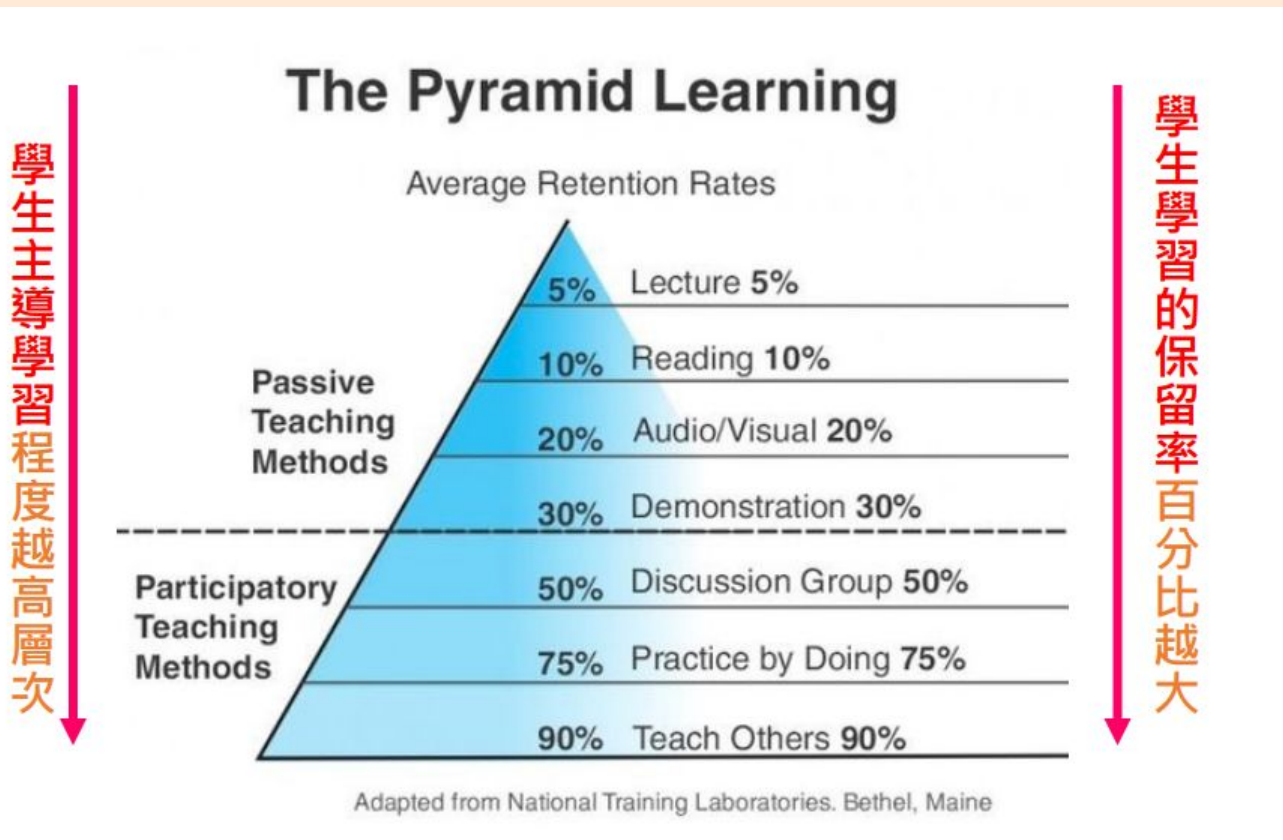 The Pyramid Learning
Average Retention Rates
學生主導學習程度越高層次
5% Lecture 5%
10% Reading 10%
Passive
Teaching
Methods
20% Audio/Visual 20%
30% Demonstration 30%
Participatory
Teaching
Methods
50% Discussion Group 50%
75% Practice by Doing 75%
90% Teach Others 90%
學生學習的保留率百分比越大
Adapted from National Training Laboratories. Bethel, Maine